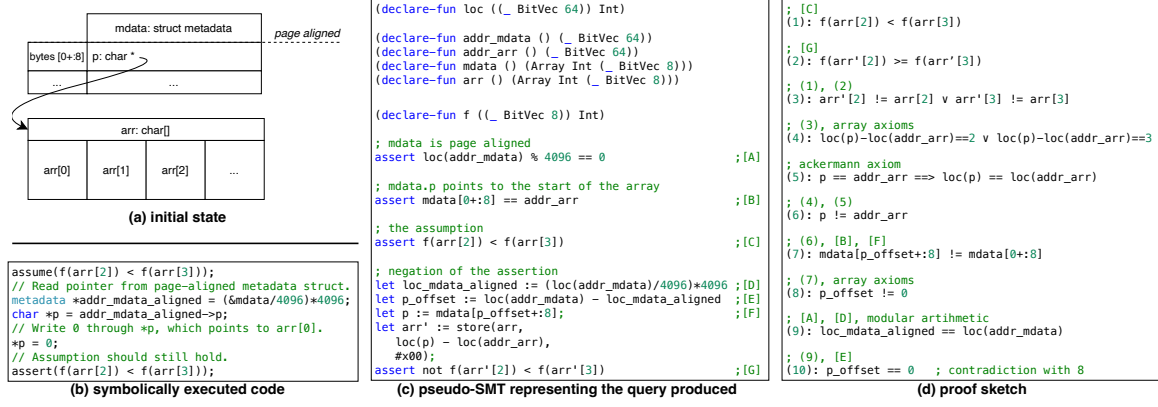 mdata: struct metadata
page aligned
bytes [0+:8]
p: char *
...
...
arr: char[]
arr[0]
arr[1]
arr[2]
...
(a) initial state
assume(f(arr[2]) < f(arr[3]));
// Read pointer from page-aligned metadata struct.
metadata *addr_mdata_aligned = (&mdata/4096)*4096;
char *p = addr_mdata_aligned->p;
// Write 0 through *p, which points to arr[0].
*p = 0;
// Assumption should still hold.
assert(f(arr[2]) < f(arr[3]));
(b) symbolically executed code
(declare-fun loc ((_ BitVec 64)) Int)
(declare-fun addr_mdata () (_ BitVec 64))
(declare-fun addr_arr () (_ BitVec 64))
(declare-fun mdata () (Array Int (_ BitVec 8)))
(declare-fun arr () (Array Int (_ BitVec 8)))
(declare-fun f ((_ BitVec 8)) Int)
; mdata is page aligned
assert loc(addr_mdata) % 4096 == 0 ;[A]
; mdata.p points to the start of the array
assert mdata[0+:8] == addr_arr ;[B]
; the assumption
assert f(arr[2]) < f(arr[3]) ;[C]
; negation of the assertion
let loc_mdata_aligned := (loc(addr_mdata)/4096)*4096 ;[D]
let p_offset := loc(addr_mdata) - loc_mdata_aligned ;[E]
let p := mdata[p_offset+:8]; ;[F]
let arr' := store(arr,
loc(p) - loc(addr_arr),
#x00);
assert not f(arr'[2]) < f(arr'[3]) ;[G]
(c) pseudo-SMT representing the query produced
; [C]
(1): f(arr[2]) < f(arr[3])
; [G]
(2): f(arr'[2]) >= f(arr'[3])
; (1), (2)
(3): arr'[2] != arr[2] ∨ arr'[3] != arr[3]
; (3), array axioms
(4): loc(p)-loc(addr_arr)==2 ∨ loc(p)-loc(addr_arr)==3
; ackermann axiom
(5): p == addr_arr ==> loc(p) == loc(addr_arr)
; (4), (5)
(6): p != addr_arr
; (6), [B], [F]
(7): mdata[p_offset+:8] != mdata[0+:8]
; (7), array axioms
(8): p_offset != 0
; [A], [D], modular artihmetic
(9): loc_mdata_aligned == loc(addr_mdata)
; (9), [E]
(10): p_offset == 0 ; contradiction with 8
(d) proof sketch